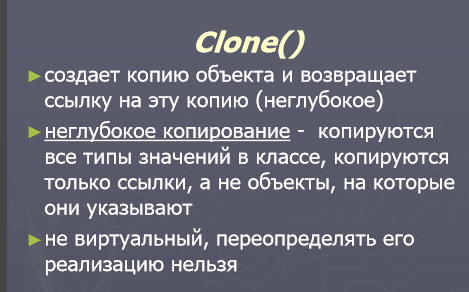 Clone()
►создает копию объекта и возвращает
ссылку на эту копию (неглубокое)
►неглубокое копирование - копируются
все типы значений в классе, копируются
только ссылки, а не объекты, на которые
они указывают
►не виртуальный, переопределять его
реализацию нельзя